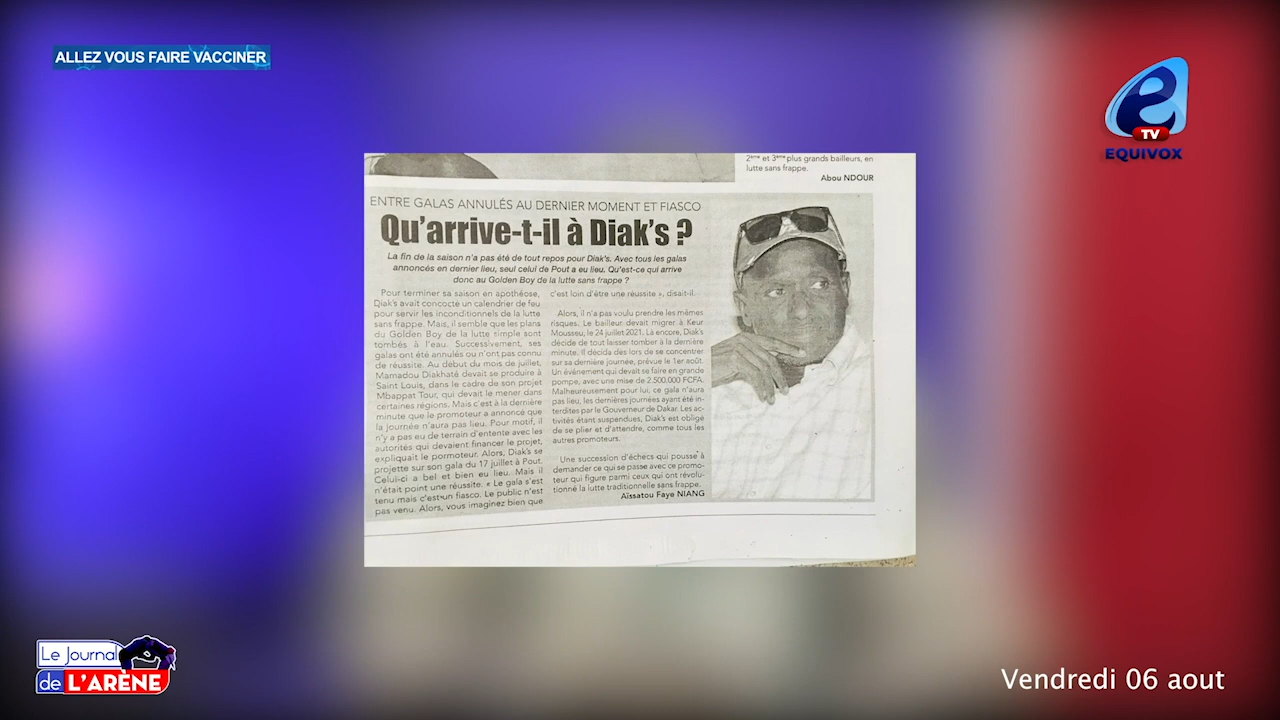 ALLEZ VOUS FAIRE VACCINER
e
TV
EQUIVOX
2ème et 3ème plus grands bailleurs, en
lutte sans frappe.
Abou NDOUR
ENTRE GALAS ANNULÉS AU DERNIER MOMENT ET FIASCO
Qu'arrive-t-il à Diak's ?
La fin de la saison n'a pas été de tout repos pour Diak's. Avec tous les galas
annoncés en dernier lieu, seul celui de Pout a eu lieu. Qu'est-ce qui arrive
donc au Golden Boy de la lutte sans frappe ?
Pour terminer sa saison en apothéose,
Diak's avait concocté un calendrier de feu
pour servir les inconditionnels de la lutte
sans frappe. Mais, il semble que les plans
du Golden Boy de la lutte simple sont
tombés à l'eau. Successivement, ses
galas ont été annulés ou n'ont pas connu
de réussite. Au début du mois de juillet,
Mamadou Diakhaté devait se produire à
Saint Louis, dans le cadre de son projet
Mbappat Tour, qui devait le mener dans
certaines régions. Mais c'est à la dernière
minute que le promoteur a annoncé que
la journée n'aura pas lieu. Pour motif, il
n'y a pas eu de terrain d'entente avec les
autorités qui devaient financer le projet,
expliquait le pormoteur. Alors, Diak's se
projette sur son gala du 17 juillet à Pout.
Celui-ci a bel et bien eu lieu. Mais il
n'était point une réussite. « Le gala s'est
tenu mais c'est un fiasco. Le public n'est
pas venu. Alors, vous imaginez bien que
c'est loin d'être une réussite », disait-il.
Alors, il n'a pas voulu prendre les mêmes
risques. Le bailleur devait migrer à Keur
Mousseu, le 24 juillet 2021. Là encore, Diak's
décide de tout laisser tomber à la dernière
minute. Il décida dès lors de se concentrer
sur sa dernière journée, prévue le 1er août.
Un événement qui devait se faire en grande
pompe, avec une mise de 2.500.000 FCFA.
Malheureusement pour lui, ce gala n'aura
pas lieu, les dernières journées ayant été in-
terdites par le Gouverneur de Dakar. Les ac-
tivités étant suspendues, Diak's est obligé
de se plier et d'attendre, comme tous les
autres promoteurs.
Une succession d'échecs qui pousse à
demander ce qui se passe avec ce promo-
teur qui figure parmi ceux qui ont révolu-
tionné la lutte traditionnelle sans frappe.
Aïssatou Faye NIANG
Le Journal
de L'ARÈNE
Vendredi 06 aout